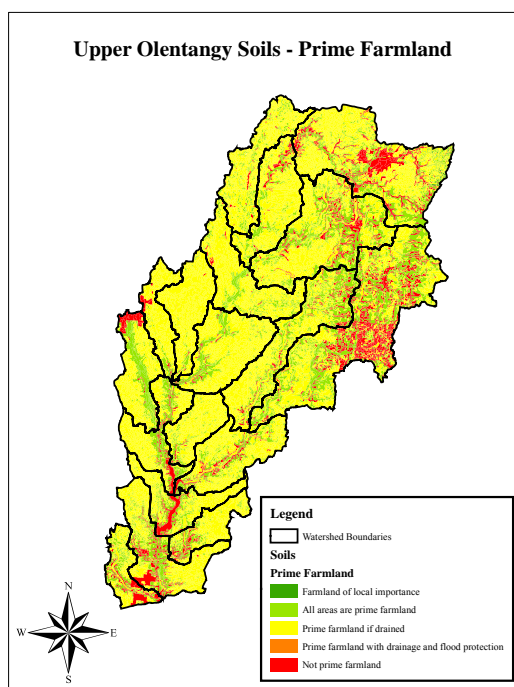 Upper Olentangy Soils - Prime Farmland
Legend
Watershed Boundaries
Soils
Prime Farmland
Farmland of local importance
All areas are prime farmland
Prime farmland if drained
Prime farmland with drainage and flood protection
Not prime farmland
N
W E
S